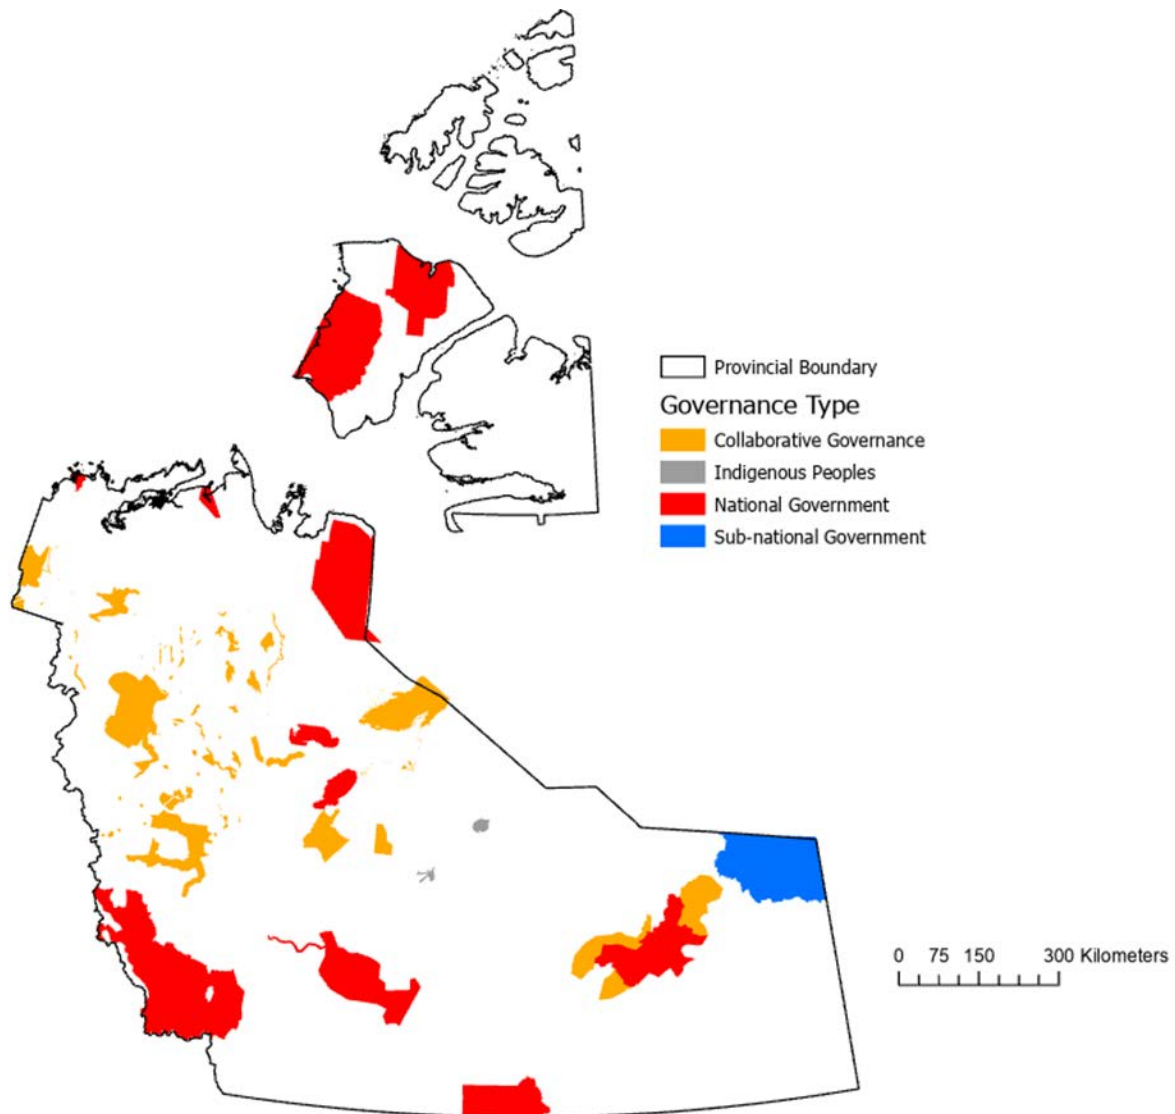 Provincial Boundary
Governance Type
Collaborative Governance
Indigenous Peoples
National Government
Sub-national Government
0 75 150 300 Kilometers